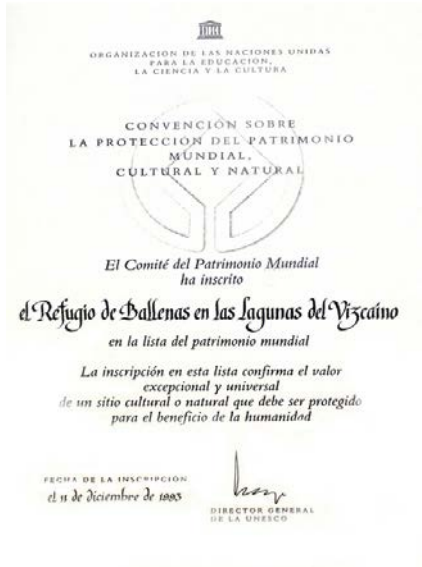 ORGANIZACION DE LAS NACIONES UNIDAS
PARA LA EDUCACIÓN,
LA CIENCIA Y LA CULTURA
CONVENCIÓN SOBRE
LA PROTECCIÓN DEL PATRIMONIO
MUNDIAL,
CULTURAL Y NATURAL
El Comité del Patrimonio Mundial
ha inscrito
el Refugio de Ballenas en las Lagunas del Vizcaíno
en la lista del patrimonio mundial
La inscripción en esta lista confirma el valor
excepcional y universal
de un sitio cultural o natural que debe ser protegido
para el beneficio de la humanidad
FECHA DE LA INSCRIPCIÓN
el 11 de diciembre de 1993
DIRECTOR GENERAL
DE LA UNESCO